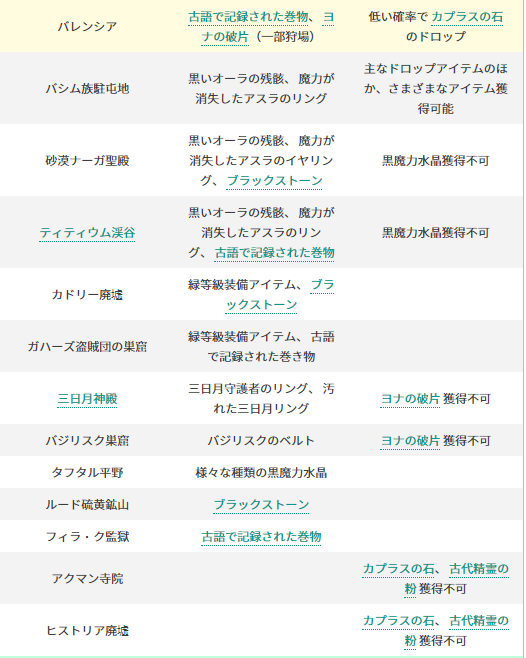 バレンシア
古語で記録された巻物、 ヨ
ナの破片（一部狩場）
低い確率で カプラスの石
のドロップ
バシム族駐屯地
黒いオーラの残骸、 魔力が
消失したアスラのリング
主なドロップアイテムのほ
か、さまざまなアイテム獲
得可能
砂漠ナーガ聖殿
黒いオーラの残骸、 魔力が
消失したアスラのイヤリン
グ、 ブラックストーン
黒魔力水晶獲得不可
ティティウム渓谷
黒いオーラの残骸、 魔力が
消失したアスラのリン
グ、 古語で記録された巻物
黒魔力水晶獲得不可
カドリー廃墟
緑等級装備アイテム、 ブラ
ックストーン
ガハーズ盗賊団の巣窟
緑等級装備アイテム、 古語
で記録された巻き物
三日月神殿
三日月守護者のリング、 汚
れた三日月リング
ヨナの破片 獲得不可
バジリスク巣窟
バジリスクのベルト
ヨナの破片 獲得不可
タフタル平野
様々な種類の黒魔力水晶
ルード硫黄鉱山
ブラックストーン
フィラ・ク監獄
古語で記録された巻物
アクマン寺院
カプラスの石、 古代精霊の
粉 獲得不可
ヒストリア廃墟
カプラスの石、 古代精霊の
粉 獲得不可